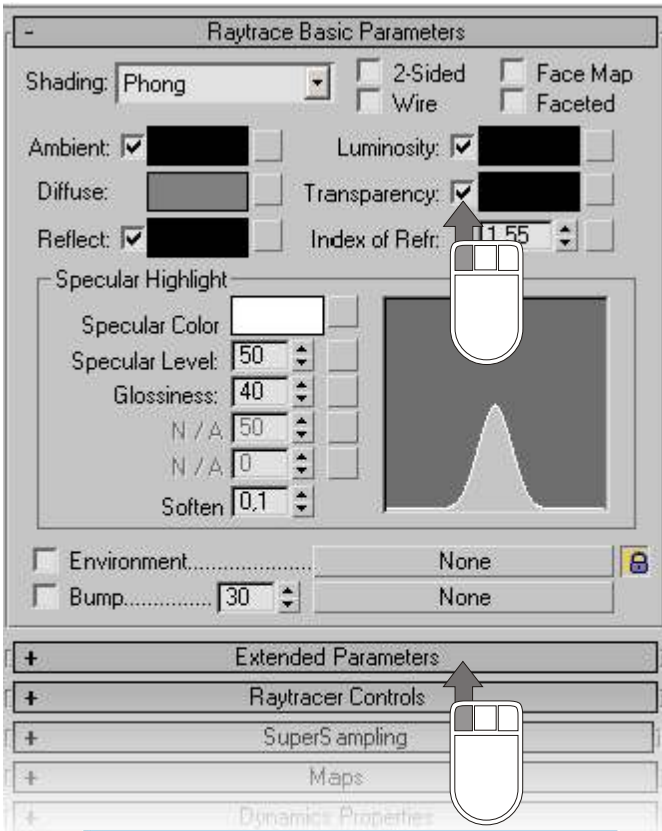 - Raytrace Basic Parameters
Shading: Phong 2-Sided Face Map
Wire Faceted
Ambient: Luminosity:
Diffuse: Transparency:
Reflect: Index of Refr: 1,55
Specular Highlight
Specular Color
Specular Level: 50
Glossiness: 40
N / A 50
N / A 0
Soften 0,1
Environment..................... None
Bump............... 30 None
+ Extended Parameters
+ Raytracer Controls
+ SuperSampling
+ Maps
+ Dynamics Properties